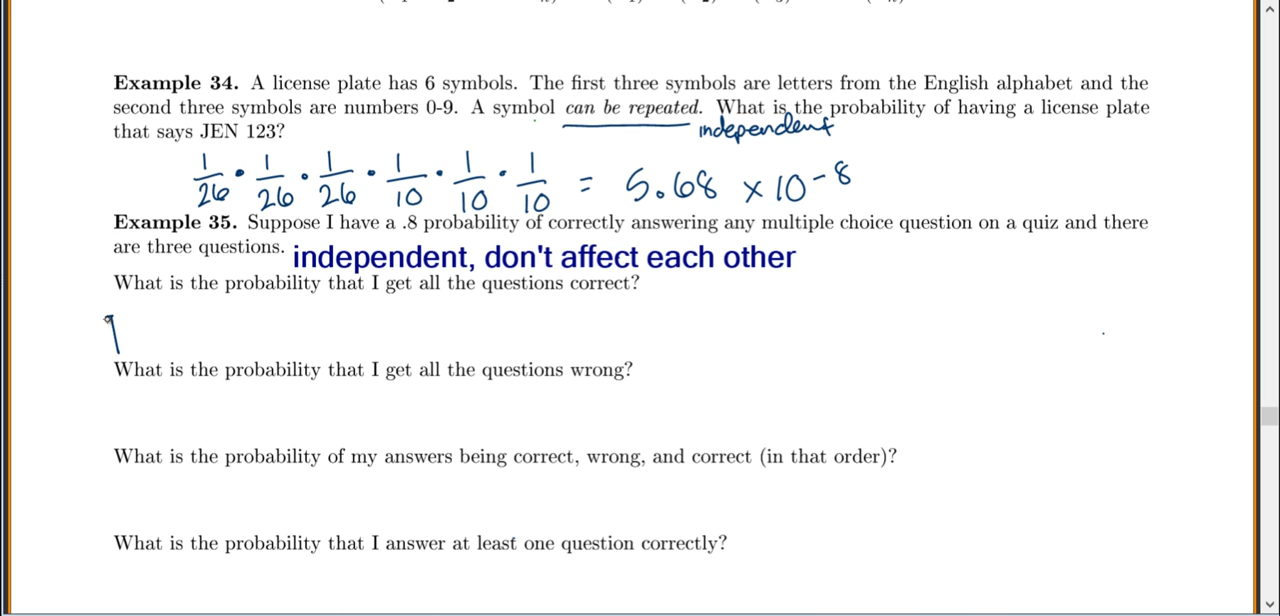 Example 34. A license plate has 6 symbols. The first three symbols are letters from the English alphabet and the
second three symbols are numbers 0-9. A symbol can be repeated. What is the probability of having a license plate
that says JEN 123?
independent
1/26 · 1/26 · 1/26 · 1/10 · 1/10 · 1/10 = 5.68 × 10^-8
Example 35. Suppose I have a .8 probability of correctly answering any multiple choice question on a quiz and there
are three questions.
independent, don't affect each other
What is the probability that I get all the questions correct?
What is the probability that I get all the questions wrong?
What is the probability of my answers being correct, wrong, and correct (in that order)?
What is the probability that I answer at least one question correctly?